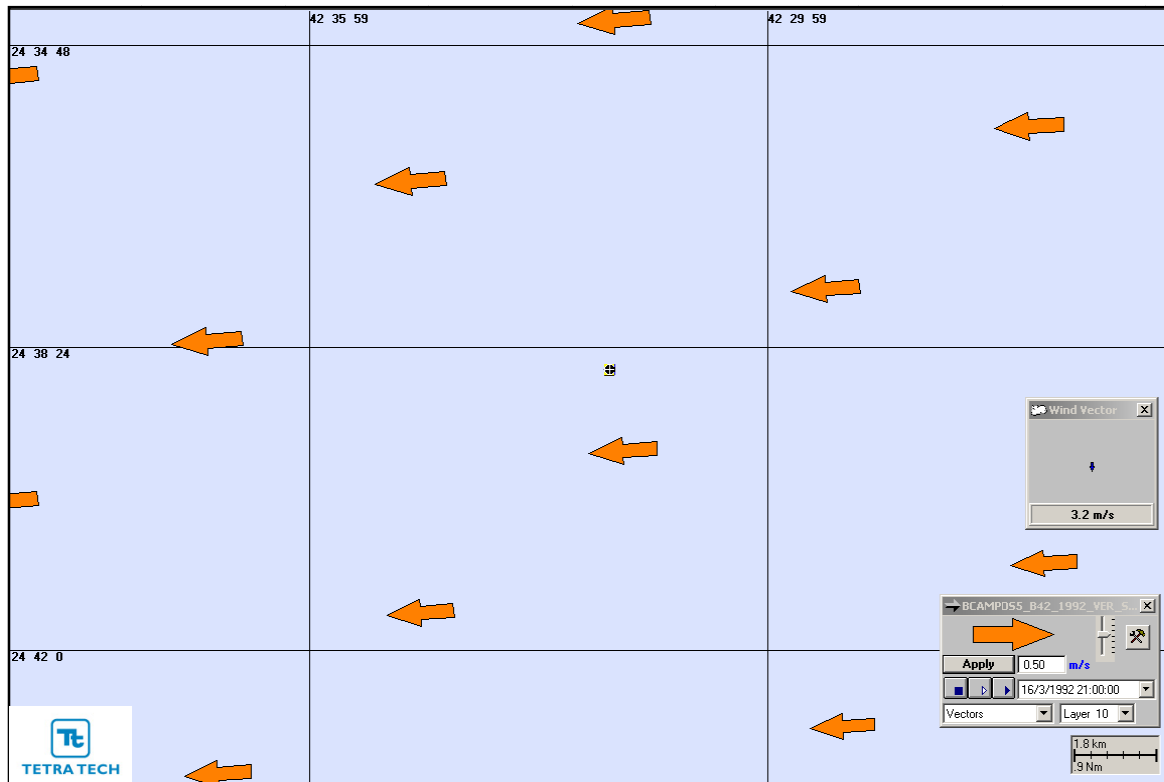 42 35 59
42 29 59
24 34 48
24 38 24
Wind Vector
3.2 m/s
BCAMPOS5_B42_1992_VER_S...
Apply 0.50 m/s
16/3/1992 21:00:00
Vectors Layer 10
24 42 0
1.8 km
.9 Nm
Tt
TETRA TECH